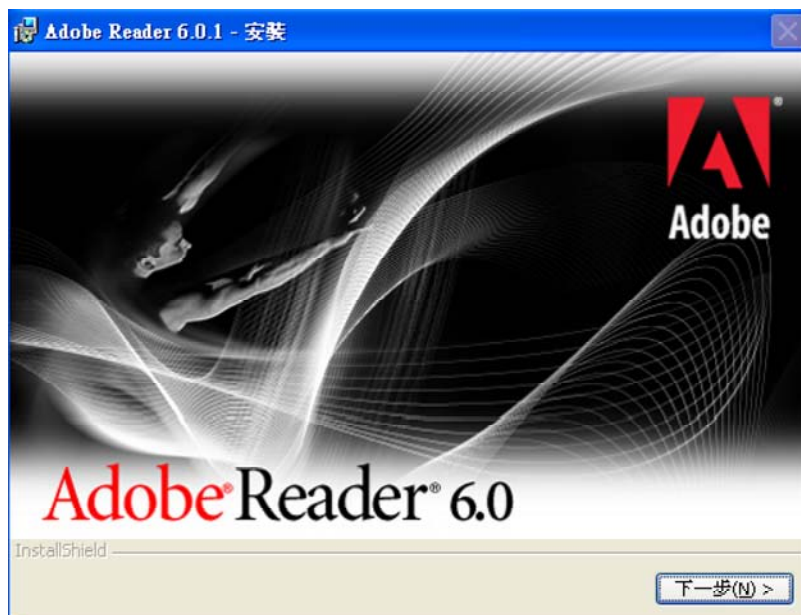 Adobe Reader 6.0.1 - 安裝
Adobe
Adobe® Reader® 6.0
InstallShield
下一步(N) >